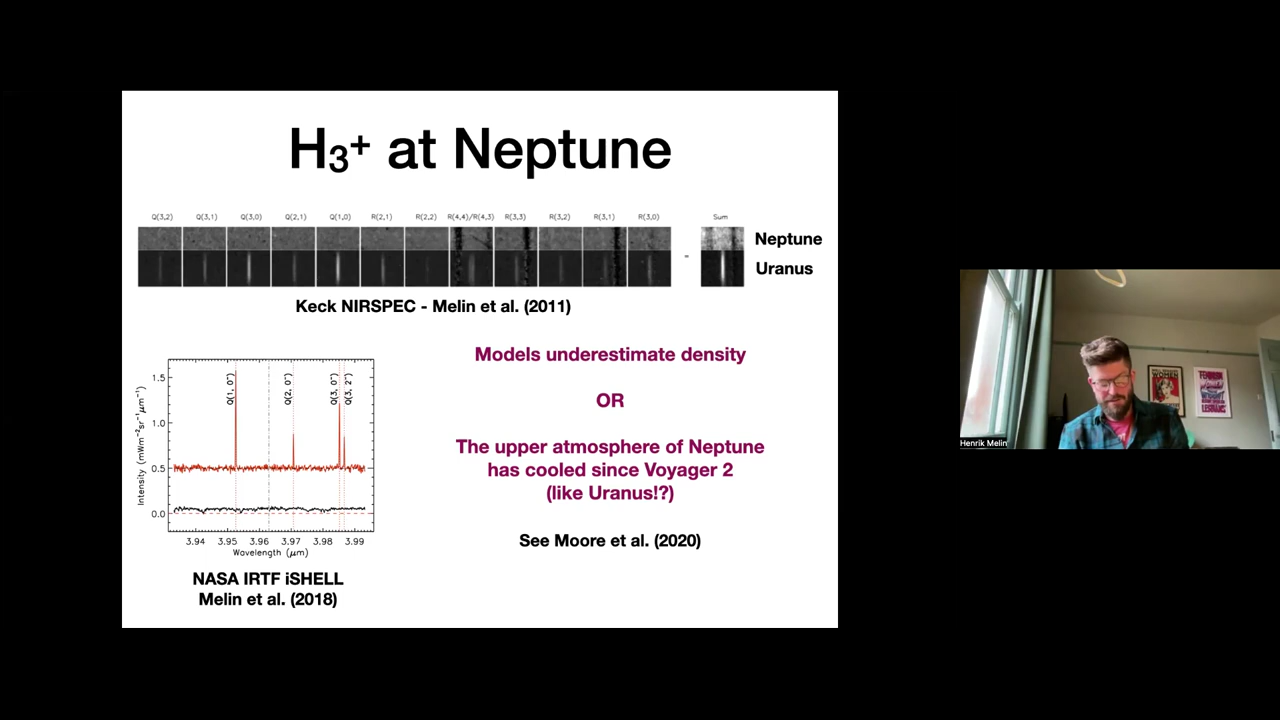 H₃⁺ at Neptune
Q(3,2) Q(3,1) Q(3,0) Q(2,1) Q(1,0) R(2,1) R(2,2) R(4,4)/R(4,3) R(3,3) R(3,2) R(3,1) R(3,0) Sum
Neptune
Uranus
Keck NIRSPEC - Melin et al. (2011)
Models underestimate density
OR
The upper atmosphere of Neptune
has cooled since Voyager 2
(like Uranus!?)
See Moore et al. (2020)
Intensity (mWm⁻²sr⁻¹μm⁻¹)
1.5
1.0
0.5
0.0
Q(1, 0⁻)
Q(2, 0⁻)
Q(3, 0⁻)
Q(3, 2⁻)
3.94 3.95 3.96 3.97 3.98 3.99
Wavelength (μm)
NASA IRTF iSHELL
Melin et al. (2018)
WOMEN
Henrik Melin